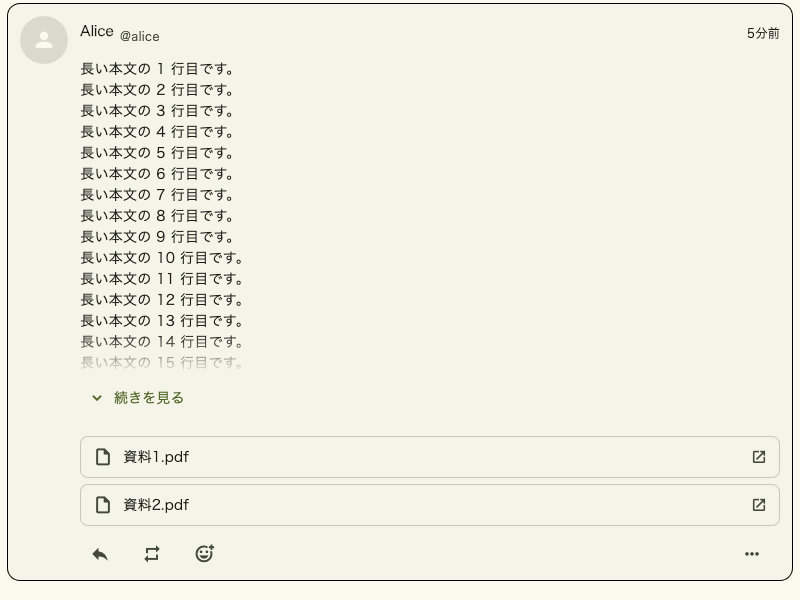 Alice @alice 5分前
長い本文の 1 行目です。
長い本文の 2 行目です。
長い本文の 3 行目です。
長い本文の 4 行目です。
長い本文の 5 行目です。
長い本文の 6 行目です。
長い本文の 7 行目です。
長い本文の 8 行目です。
長い本文の 9 行目です。
長い本文の 10 行目です。
長い本文の 11 行目です。
長い本文の 12 行目です。
長い本文の 13 行目です。
長い本文の 14 行目です。
長い本文の 15 行目です。
続きを見る
資料1.pdf
資料2.pdf